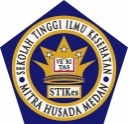 SEKOLAH TINGGI ILMU KESEHATAN
VE RI
TAS
STIKes
MITRA HUSADA MEDAN